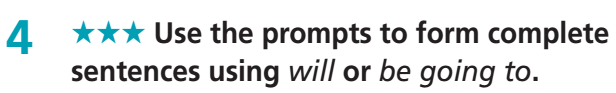 4 ★★★ Use the prompts to form complete
sentences using will or be going to.